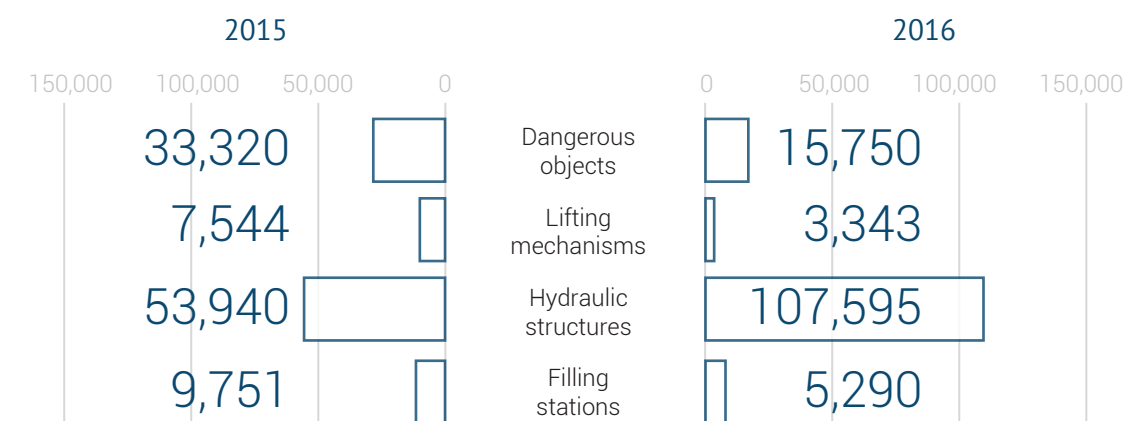 2015 2016
150,000 100,000 50,000 0 0 50,000 100,000 150,000
33,320 Dangerous objects 15,750
7,544 Lifting mechanisms 3,343
53,940 Hydraulic structures 107,595
9,751 Filling stations 5,290